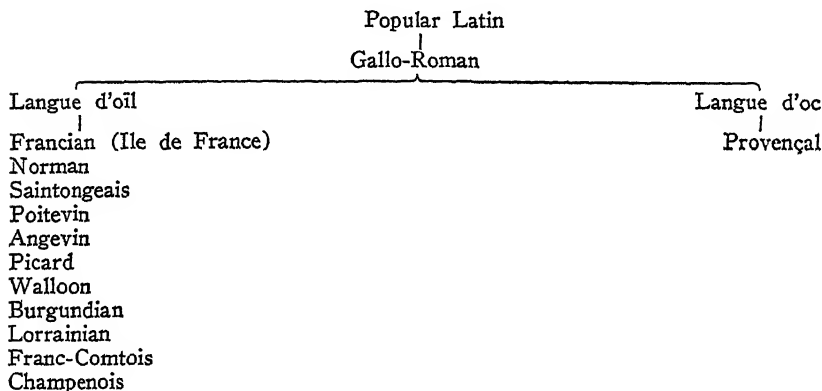 Popular Latin
Gallo-Roman
Langue d'oïl Langue d'oc
Francian (Ile de France) Provençal
Norman
Saintongeais
Poitevin
Angevin
Picard
Walloon
Burgundian
Lorrainian
Franc-Comtois
Champenois